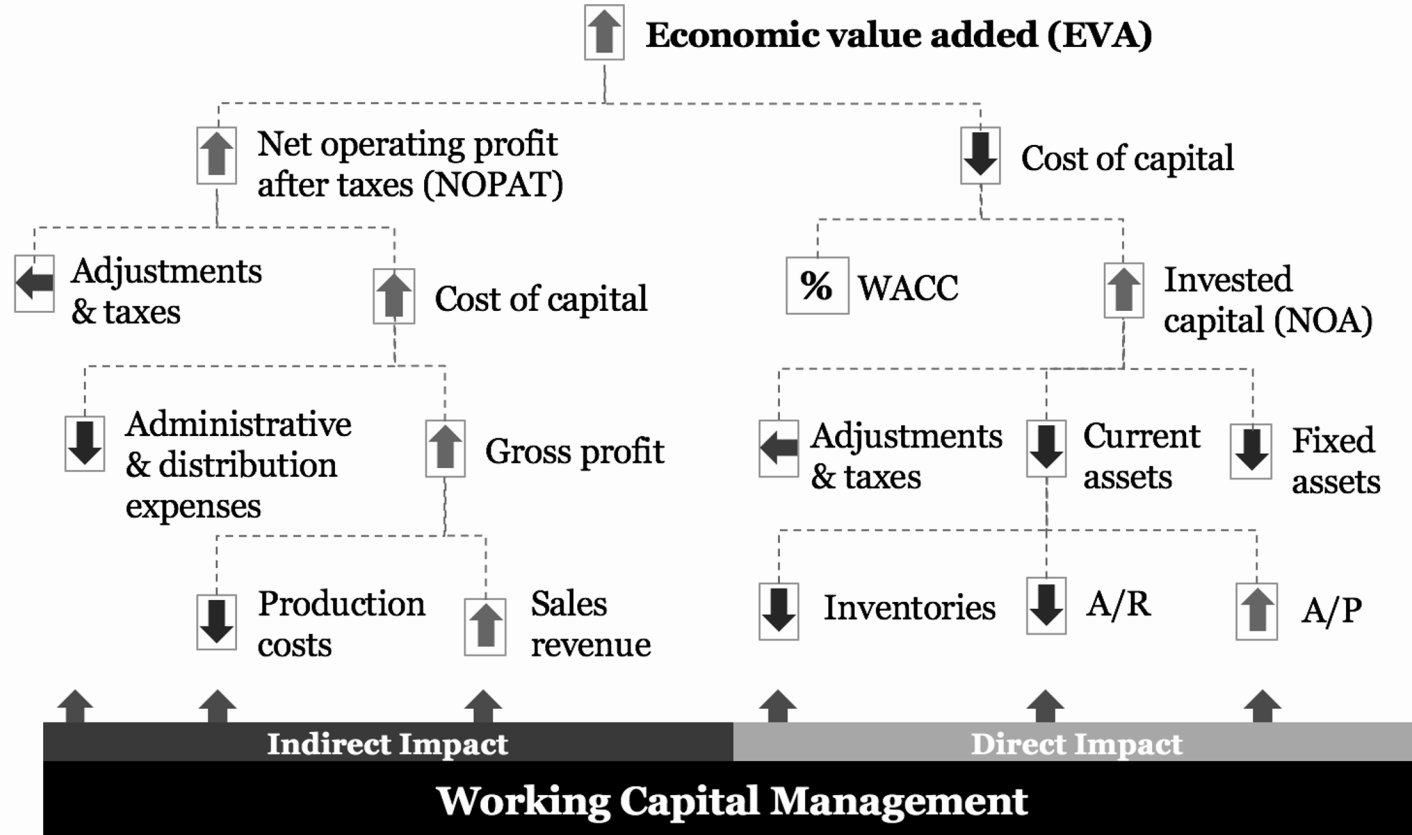 Economic value added (EVA)
Net operating profit
after taxes (NOPAT)
Cost of capital
Adjustments
& taxes
Cost of capital
% WACC
Invested
capital (NOA)
Administrative
& distribution
expenses
Gross profit
Adjustments
& taxes
Current
assets
Fixed
assets
Production
costs
Sales
revenue
Inventories
A/R
A/P
Indirect Impact
Direct Impact
Working Capital Management